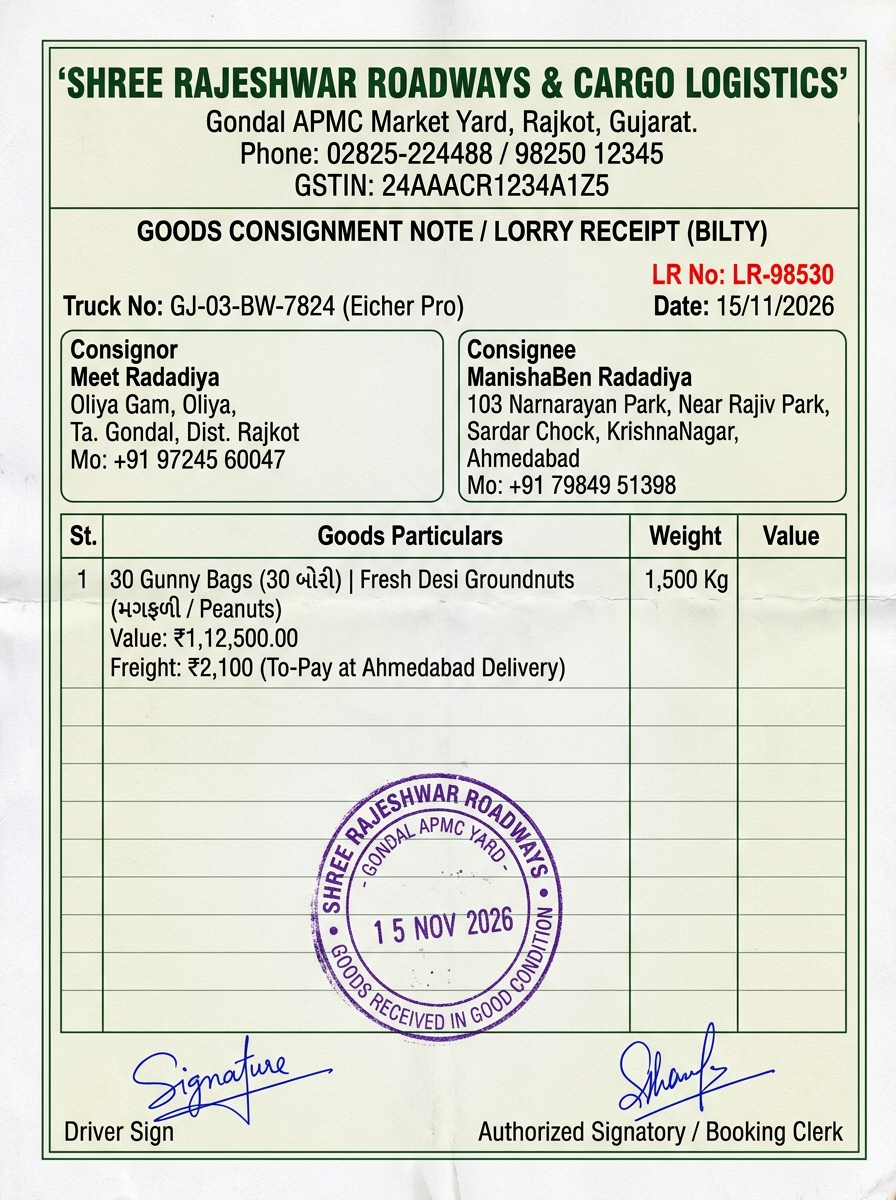 ‘SHREE RAJESHWAR ROADWAYS & CARGO LOGISTICS’
Gondal APMC Market Yard, Rajkot, Gujarat.
Phone: 02825-224488 / 98250 12345
GSTIN: 24AAACR1234A1Z5
GOODS CONSIGNMENT NOTE / LORRY RECEIPT (BILTY)
LR No: LR-98530
Truck No: GJ-03-BW-7824 (Eicher Pro)
Date: 15/11/2026
Consignor
Meet Radadiya
Oliya Gam, Oliya,
Ta. Gondal, Dist. Rajkot
Mo: +91 97245 60047
Consignee
ManishaBen Radadiya
103 Narnarayan Park, Near Rajiv Park,
Sardar Chock, KrishnaNagar,
Ahmedabad
Mo: +91 79849 51398
St. Goods Particulars Weight Value
1 30 Gunny Bags (30 બોરી) | Fresh Desi Groundnuts 1,500 Kg
(મગફળી / Peanuts)
Value: ₹1,12,500.00
Freight: ₹2,100 (To-Pay at Ahmedabad Delivery)
SHREE RAJESHWAR ROADWAYS
- GONDAL APMC YARD -
15 NOV 2026
GOODS RECEIVED IN GOOD CONDITION
Signature
Driver Sign
Authorized Signatory / Booking Clerk